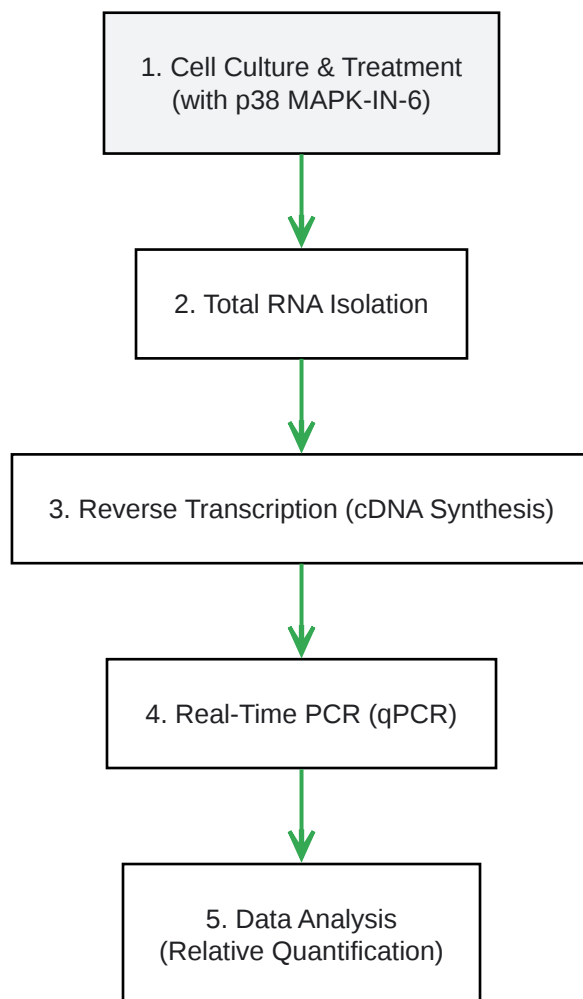 1. Cell Culture & Treatment
(with p38 MAPK-IN-6)
2. Total RNA Isolation
3. Reverse Transcription (cDNA Synthesis)
4. Real-Time PCR (qPCR)
5. Data Analysis
(Relative Quantification)